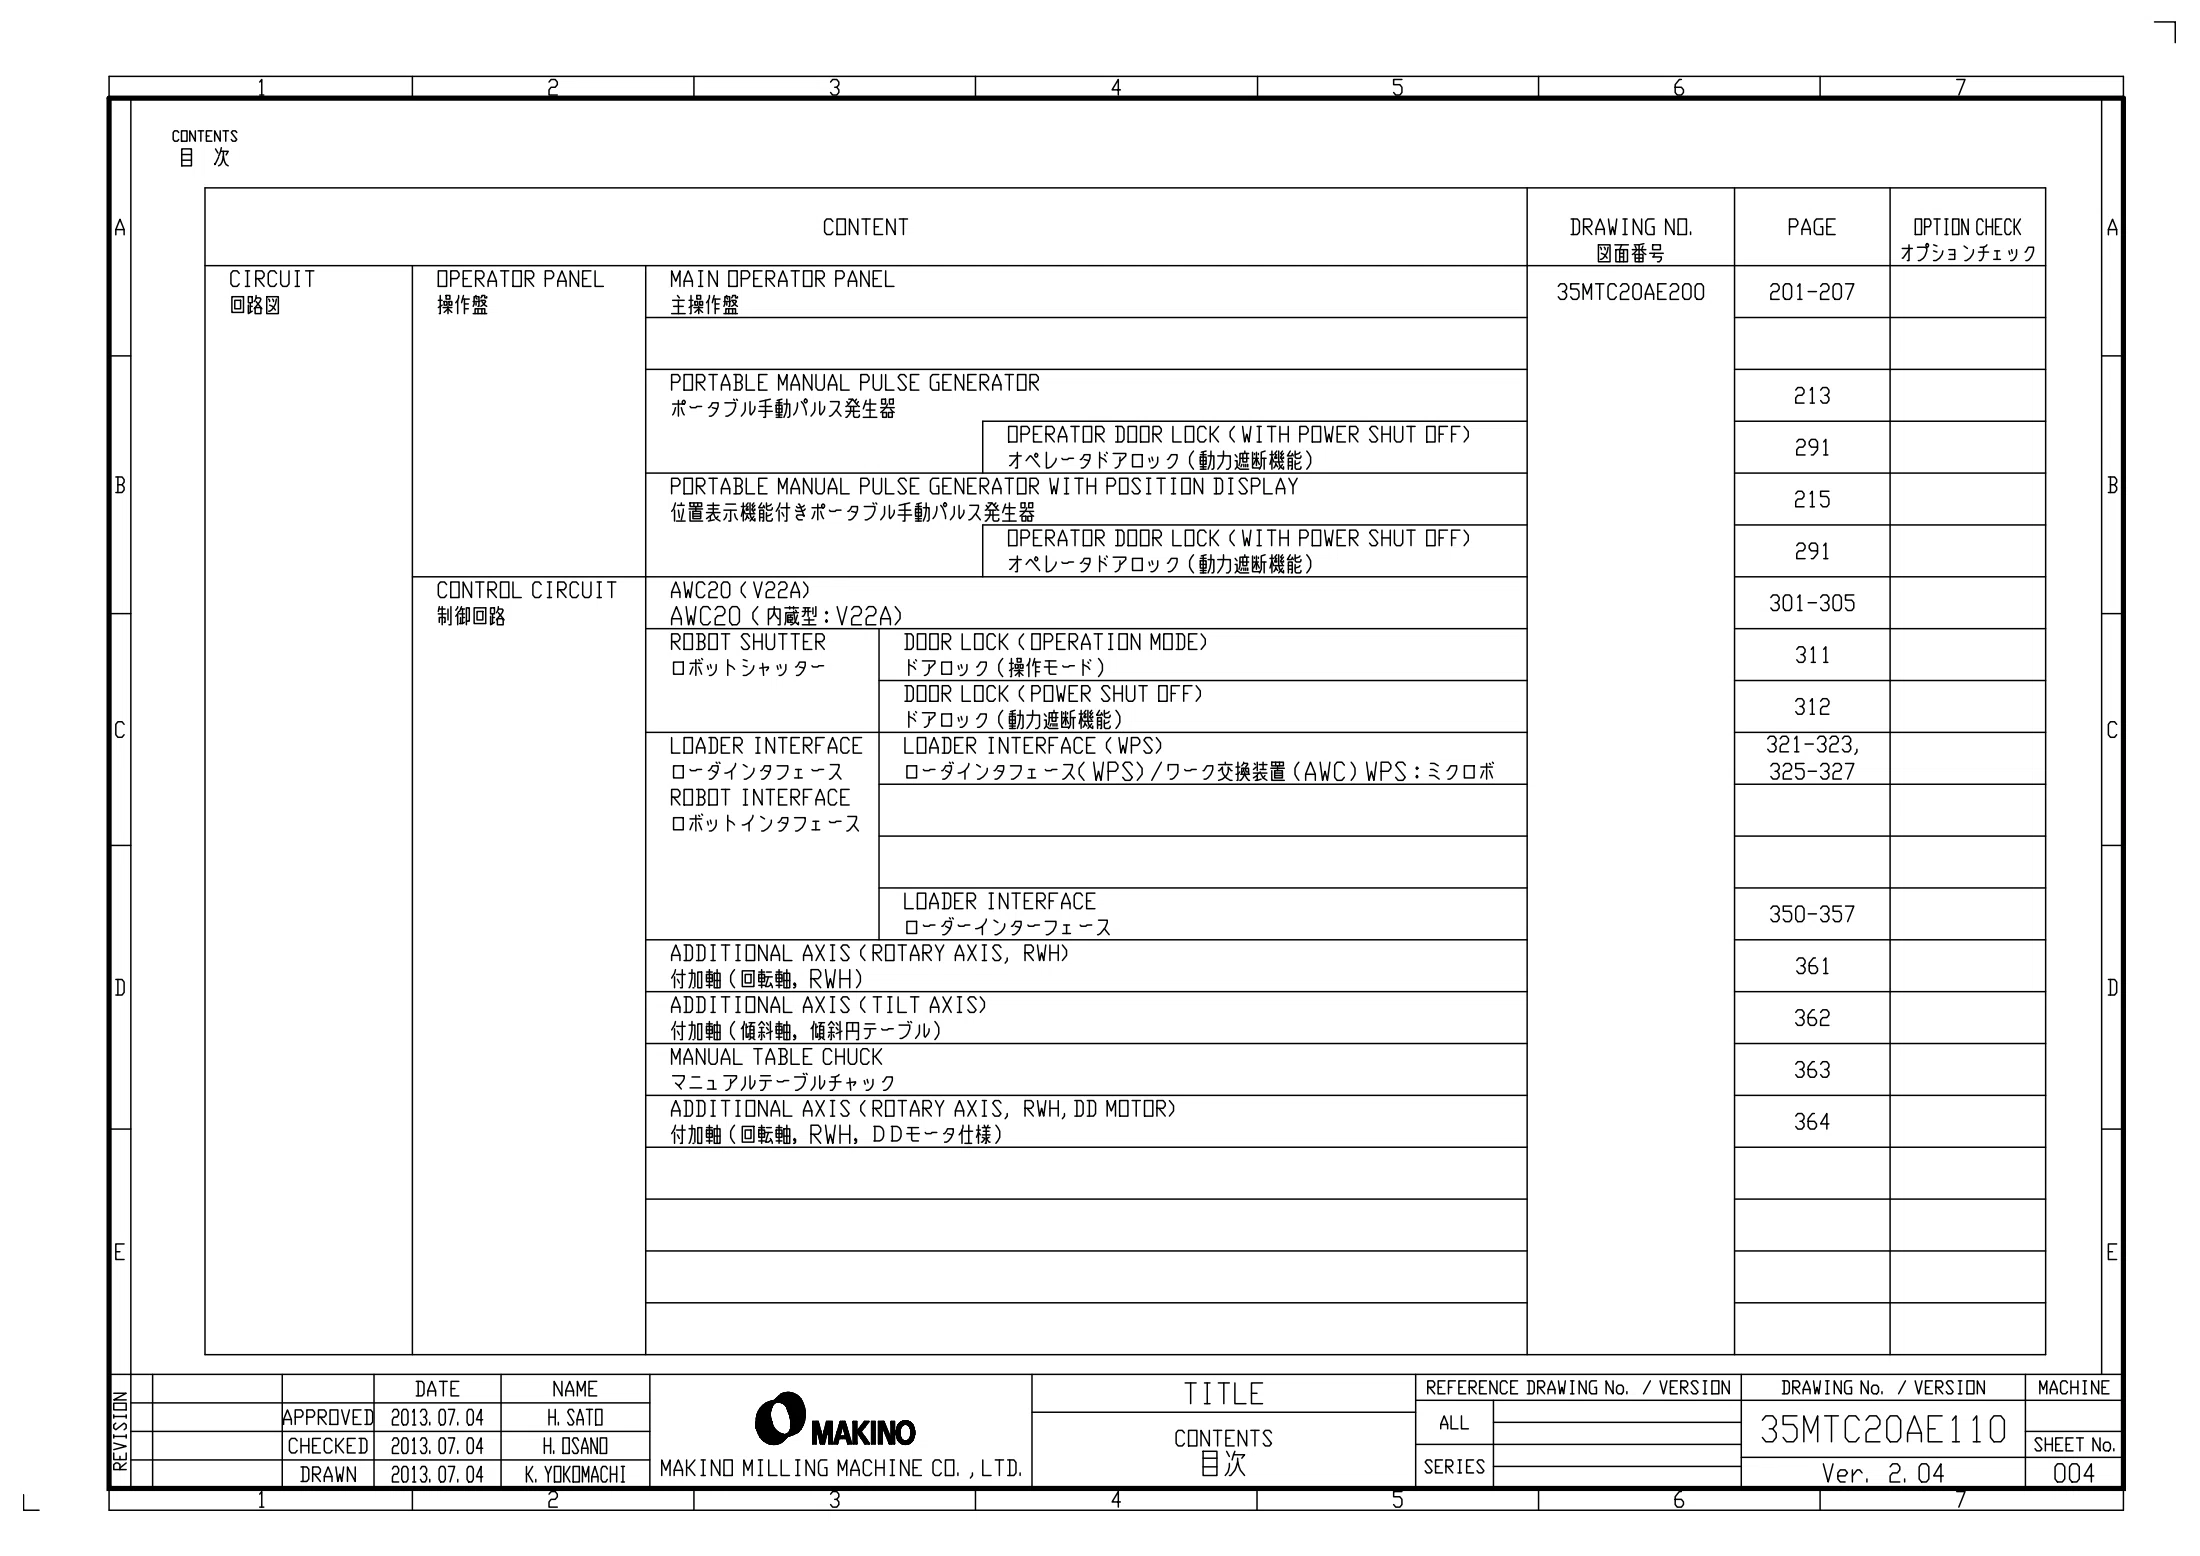 1 2 3 4 5 6 7
CONTENTS
目 次
A A
B B
C C
D D
E E
CONTENT
DRAWING NO.
図面番号
PAGE
OPTION CHECK
オプションチェック
CIRCUIT
回路図
OPERATOR PANEL
操作盤
MAIN OPERATOR PANEL
主操作盤
35MTC20AE200
201-207
PORTABLE MANUAL PULSE GENERATOR
ポータブル手動パルス発生器
213
OPERATOR DOOR LOCK (WITH POWER SHUT OFF)
オペレータドアロック (動力遮断機能)
291
PORTABLE MANUAL PULSE GENERATOR WITH POSITION DISPLAY
位置表示機能付きポータブル手動パルス発生器
215
OPERATOR DOOR LOCK (WITH POWER SHUT OFF)
オペレータドアロック (動力遮断機能)
291
CONTROL CIRCUIT
制御回路
AWC20 (V22A)
AWC20 (内蔵型:V22A)
301-305
ROBOT SHUTTER
ロボットシャッター
DOOR LOCK (OPERATION MODE)
ドアロック (操作モード)
311
DOOR LOCK (POWER SHUT OFF)
ドアロック (動力遮断機能)
312
LOADER INTERFACE
ローダインタフェース
ROBOT INTERFACE
ロボットインタフェース
LOADER INTERFACE (WPS)
ローダインタフェース(WPS)/ワーク交換装置(AWC) WPS:ミクロボ
321-323,
325-327
LOADER INTERFACE
ローダーインターフェース
350-357
ADDITIONAL AXIS (ROTARY AXIS, RWH)
付加軸 (回転軸, RWH)
361
ADDITIONAL AXIS (TILT AXIS)
付加軸 (傾斜軸, 傾斜円テーブル)
362
MANUAL TABLE CHUCK
マニュアルテーブルチャック
363
ADDITIONAL AXIS (ROTARY AXIS, RWH, DD MOTOR)
付加軸 (回転軸, RWH, DDモータ仕様)
364
REVISION
DATE NAME
APPROVED 2013.07.04 H. SATO
CHECKED 2013.07.04 H. OSANO
DRAWN 2013.07.04 K. YOKOMACHI
MAKINO
MAKINO MILLING MACHINE CO.,LTD.
TITLE
CONTENTS
目次
REFERENCE DRAWING No. / VERSION
ALL
SERIES
DRAWING No. / VERSION
35MTC20AE110
Ver. 2.04
MACHINE
SHEET No.
004
1 2 3 4 5 6 7